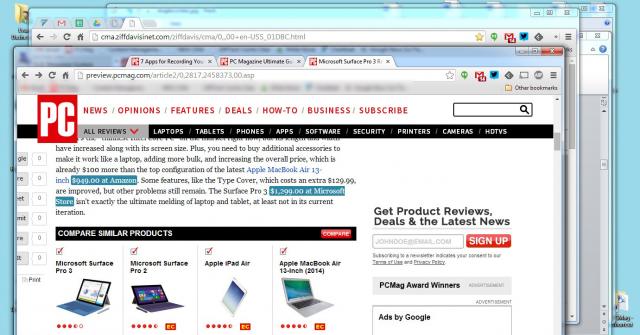 cma.ziffdavisinet.com/ziffdavis/cma/0,,00+en-USS_01DBC.html
7 Apps for Recording You
PC Magazine Ultimate Gu
Microsoft Surface Pro 3 R
preview.pcmag.com/article2/0,2817,2458373,00.asp
Other bookmarks
PC
NEWS / OPINIONS / FEATURES / DEALS / HOW-TO / BUSINESS / SUBSCRIBE
ALL REVIEWS LAPTOPS / TABLETS / PHONES / APPS / SOFTWARE / SECURITY / PRINTERS / CAMERAS / HDTVS
have increased along with its screen size. Plus, you need to buy additional accessories to
make it work like a laptop, adding more bulk, and increasing the overall price, which is
already $100 more than the top configuration of the latest Apple MacBook Air 13-
inch $949.00 at Amazon. Some features, like the Type Cover, which costs an extra $129.99,
are improved, but other problems still remain. The Surface Pro 3 $1,299.00 at Microsoft
Store isn't exactly the ultimate melding of laptop and tablet, at least not in its current
iteration.
Print
COMPARE SIMILAR PRODUCTS COMPARE
Microsoft Surface Pro 3
Microsoft Surface Pro 2
Apple iPad Air
Apple MacBook Air 13-inch (2014)
EC
EC
EC
Get Product Reviews,
Deals & the Latest News
JOHNDOE@EMAIL.COM SIGN UP
Subscribing to a newsletter indicates your consent to our
Terms of Use and Privacy Policy.
PCMag Award Winners ADVERTISEMENT
ADVERTISEMENT
Ads by Google